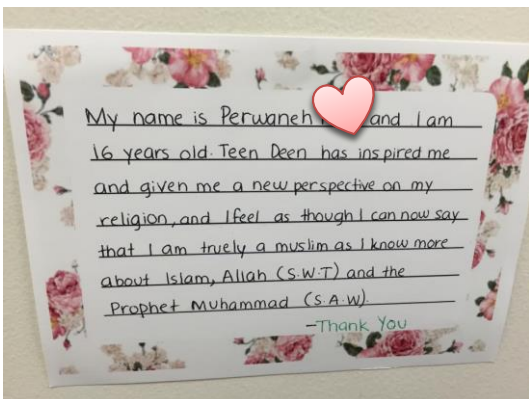 My name is Perwaneh and I am
16 years old. Teen Deen has inspired me
and given me a new perspective on my
religion, and I feel as though I can now say
that I am truely a muslim as I know more
about Islam, Allah (S.W.T) and the
Prophet Muhammad (S.A.W).
-Thank You